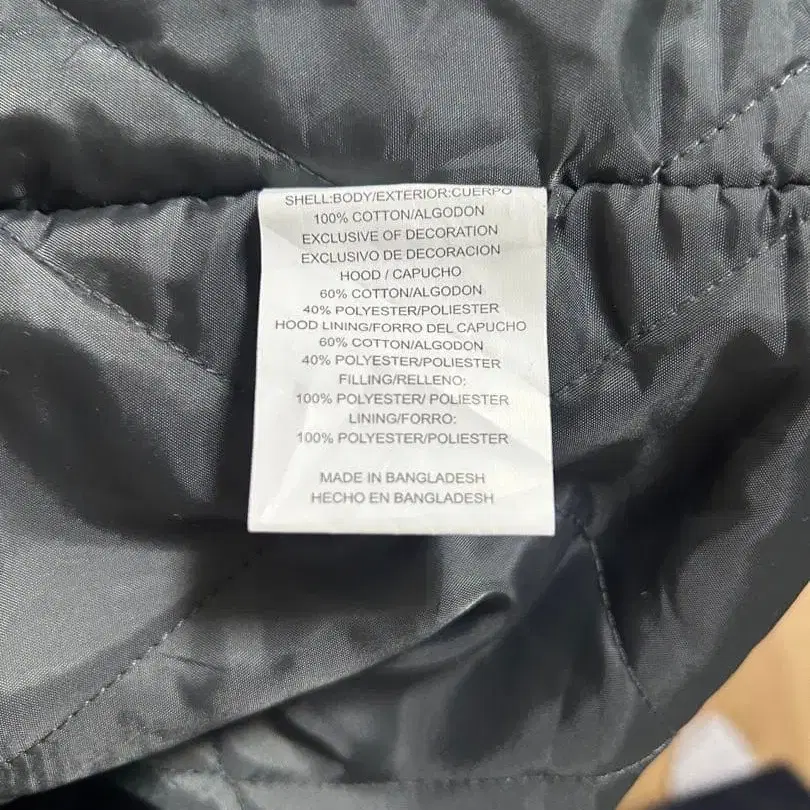 SHELL:BODY/EXTERIOR:CUERPO
100% COTTON/ALGODON
EXCLUSIVE OF DECORATION
EXCLUSIVO DE DECORACION
HOOD / CAPUCHO
60% COTTON/ALGODON
40% POLYESTER/POLIESTER
HOOD LINING/FORRO DEL CAPUCHO
60% COTTON/ALGODON
40% POLYESTER/POLIESTER
FILLING/RELLENO:
100% POLYESTER/ POLIESTER
LINING/FORRO:
100% POLYESTER/POLIESTER
MADE IN BANGLADESH
HECHO EN BANGLADESH